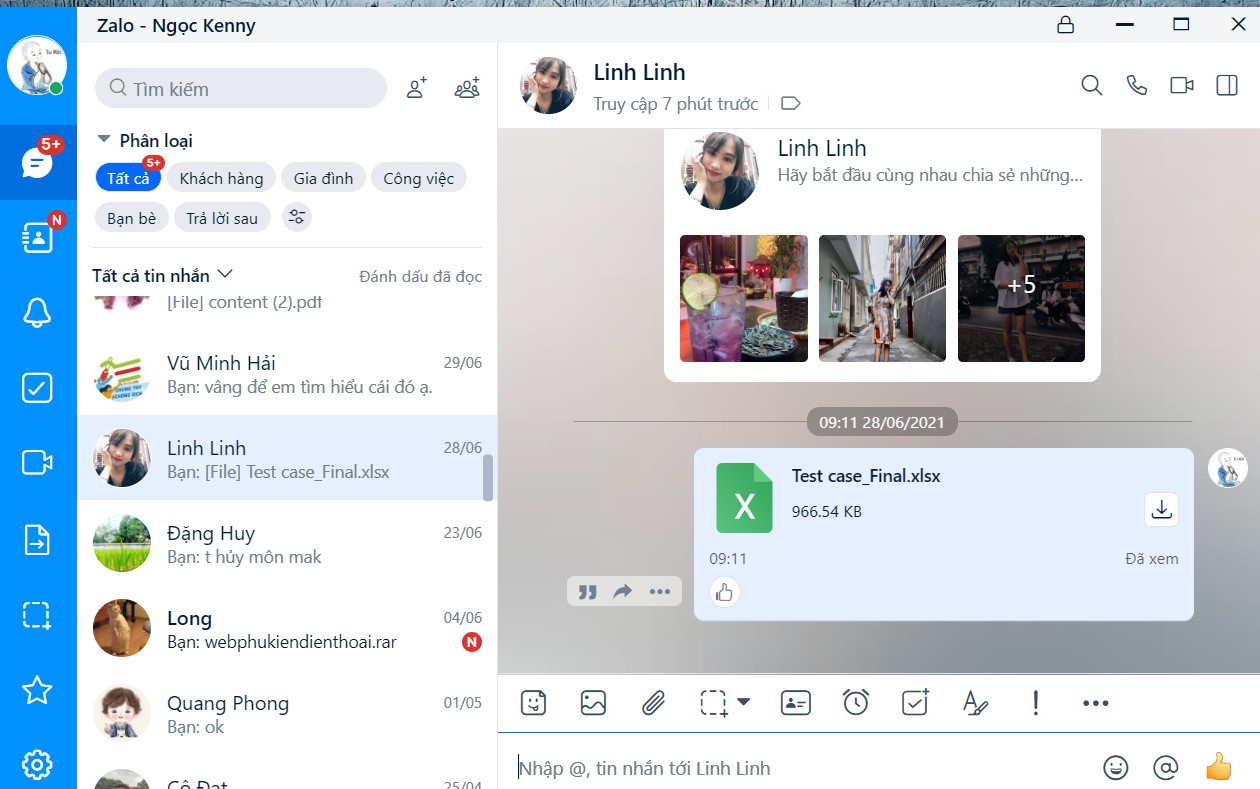 Zalo - Ngọc Kenny
Tìm kiếm
5+
N
Phân loại
5+
Tất cả
Khách hàng
Gia đình
Công việc
Bạn bè
Trả lời sau
Tất cả tin nhắn
Đánh dấu đã đọc
[File] content (2).pdf
Vũ Minh Hải
29/06
Bạn: vâng để em tìm hiểu cái đó ạ.
Linh Linh
28/06
Bạn: [File] Test case_Final.xlsx
Đặng Huy
23/06
Bạn: t hủy môn mak
Long
04/06
Bạn: webphukiendienthoai.rar
N
Quang Phong
01/05
Bạn: ok
Cô Đạt
25/04
Linh Linh
Truy cập 7 phút trước
Linh Linh
Hãy bắt đầu cùng nhau chia sẻ những...
+5
09:11 28/06/2021
X
Test case_Final.xlsx
966.54 KB
09:11
Đã xem
Nhập @, tin nhắn tới Linh Linh